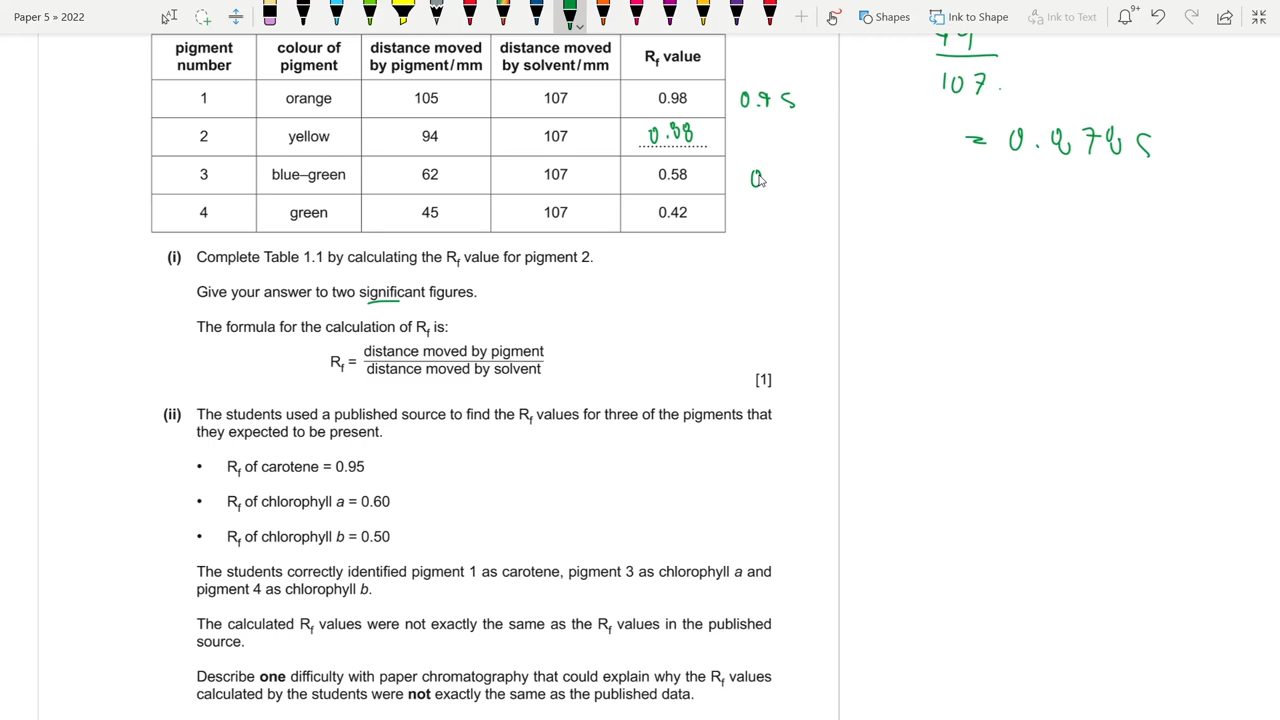 Paper 5 » 2022
Shapes
Ink to Shape
Ink to Text
9+
pigment number
colour of pigment
distance moved by pigment/mm
distance moved by solvent/mm
Rf value
107.
1 orange 105 107 0.98 0.95
2 yellow 94 107 0.88
= 0.8785
3 blue–green 62 107 0.58 0
4 green 45 107 0.42
(i) Complete Table 1.1 by calculating the Rf value for pigment 2.
Give your answer to two significant figures.
The formula for the calculation of Rf is:
Rf = distance moved by pigment
distance moved by solvent
[1]
(ii) The students used a published source to find the Rf values for three of the pigments that
they expected to be present.
• Rf of carotene = 0.95
• Rf of chlorophyll a = 0.60
• Rf of chlorophyll b = 0.50
The students correctly identified pigment 1 as carotene, pigment 3 as chlorophyll a and
pigment 4 as chlorophyll b.
The calculated Rf values were not exactly the same as the Rf values in the published
source.
Describe one difficulty with paper chromatography that could explain why the Rf values
calculated by the students were not exactly the same as the published data.